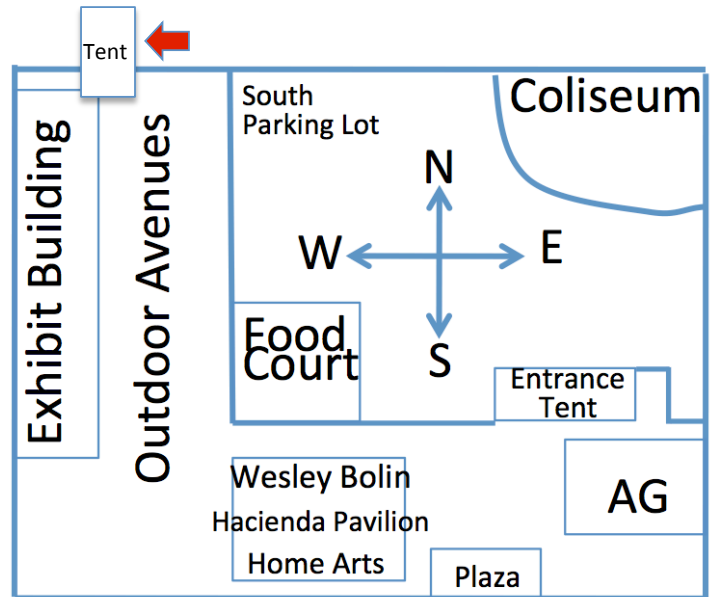 Tent
South
Parking Lot
Coliseum
Exhibit Building
Outdoor Avenues
N
W
E
S
Food
Court
Entrance
Tent
Wesley Bolin
Hacienda Pavilion
Home Arts
AG
Plaza